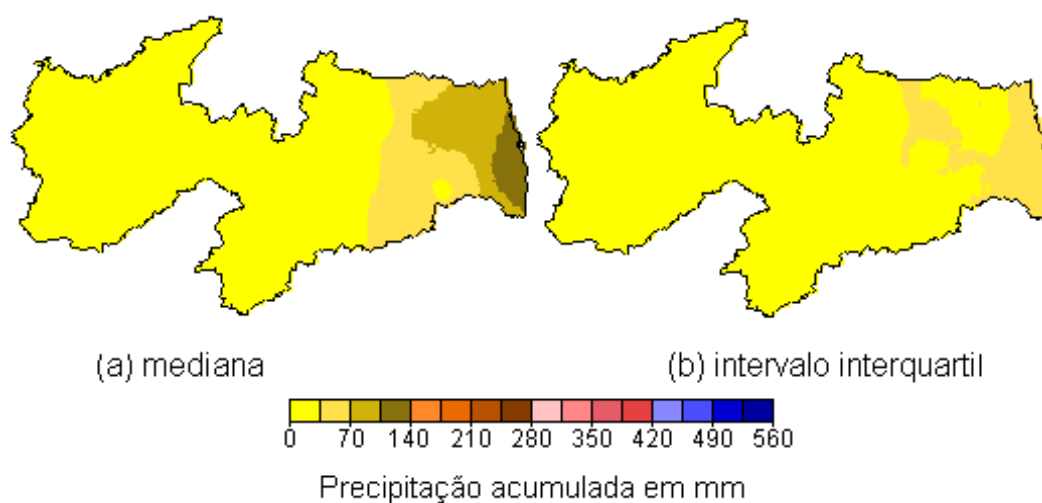 (a) mediana
(b) intervalo interquartil
0 70 140 210 280 350 420 490 560
Precipitação acumulada em mm